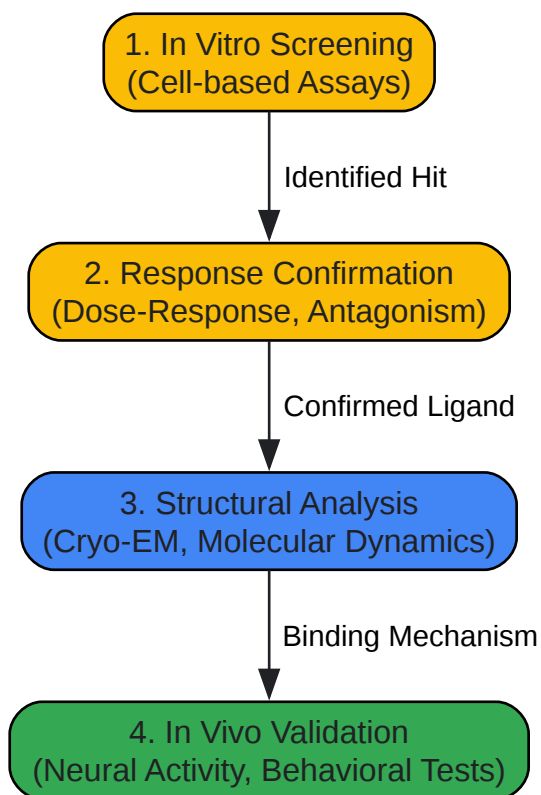 1. In Vitro Screening
(Cell-based Assays)
Identified Hit
2. Response Confirmation
(Dose-Response, Antagonism)
Confirmed Ligand
3. Structural Analysis
(Cryo-EM, Molecular Dynamics)
Binding Mechanism
4. In Vivo Validation
(Neural Activity, Behavioral Tests)